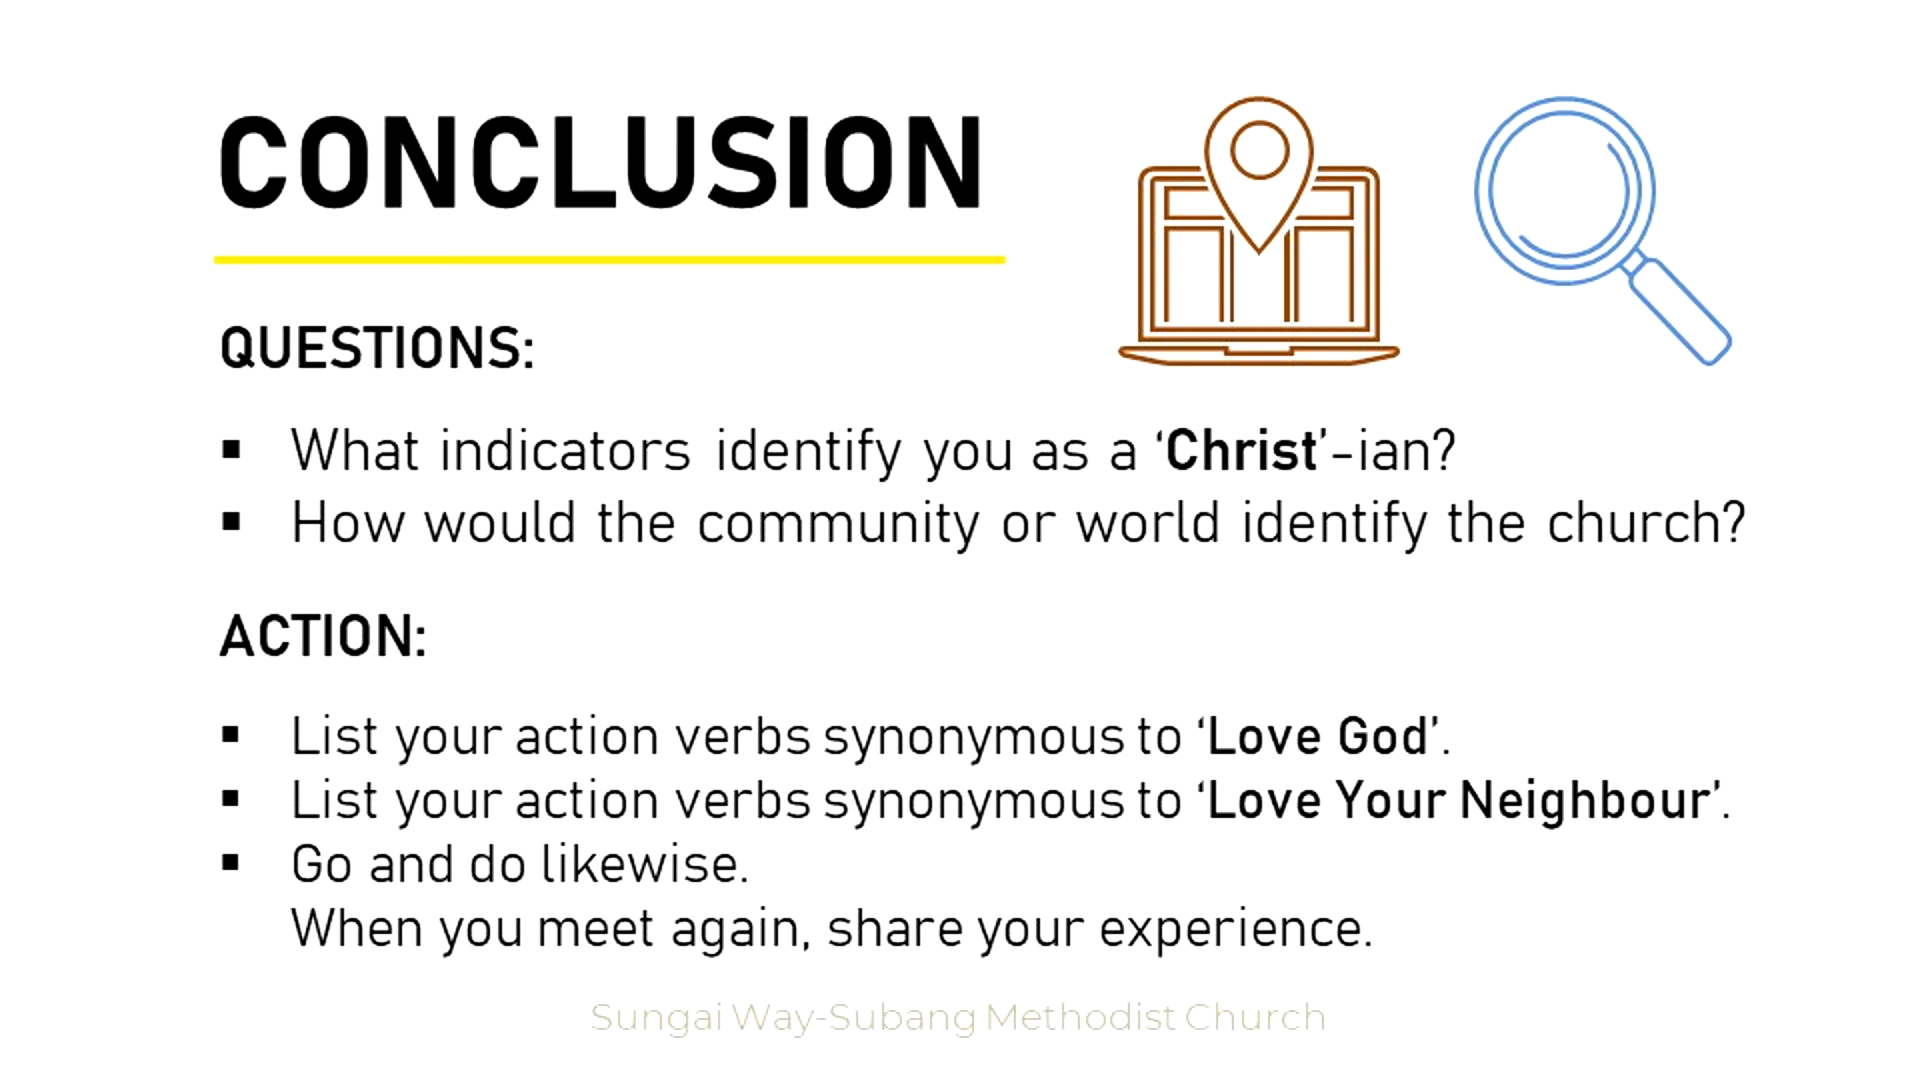 CONCLUSION
QUESTIONS:
▪ What indicators identify you as a ‘Christ’-ian?
▪ How would the community or world identify the church?
ACTION:
▪ List your action verbs synonymous to ‘Love God’.
▪ List your action verbs synonymous to ‘Love Your Neighbour’.
▪ Go and do likewise.
When you meet again, share your experience.
Sungai Way-Subang Methodist Church